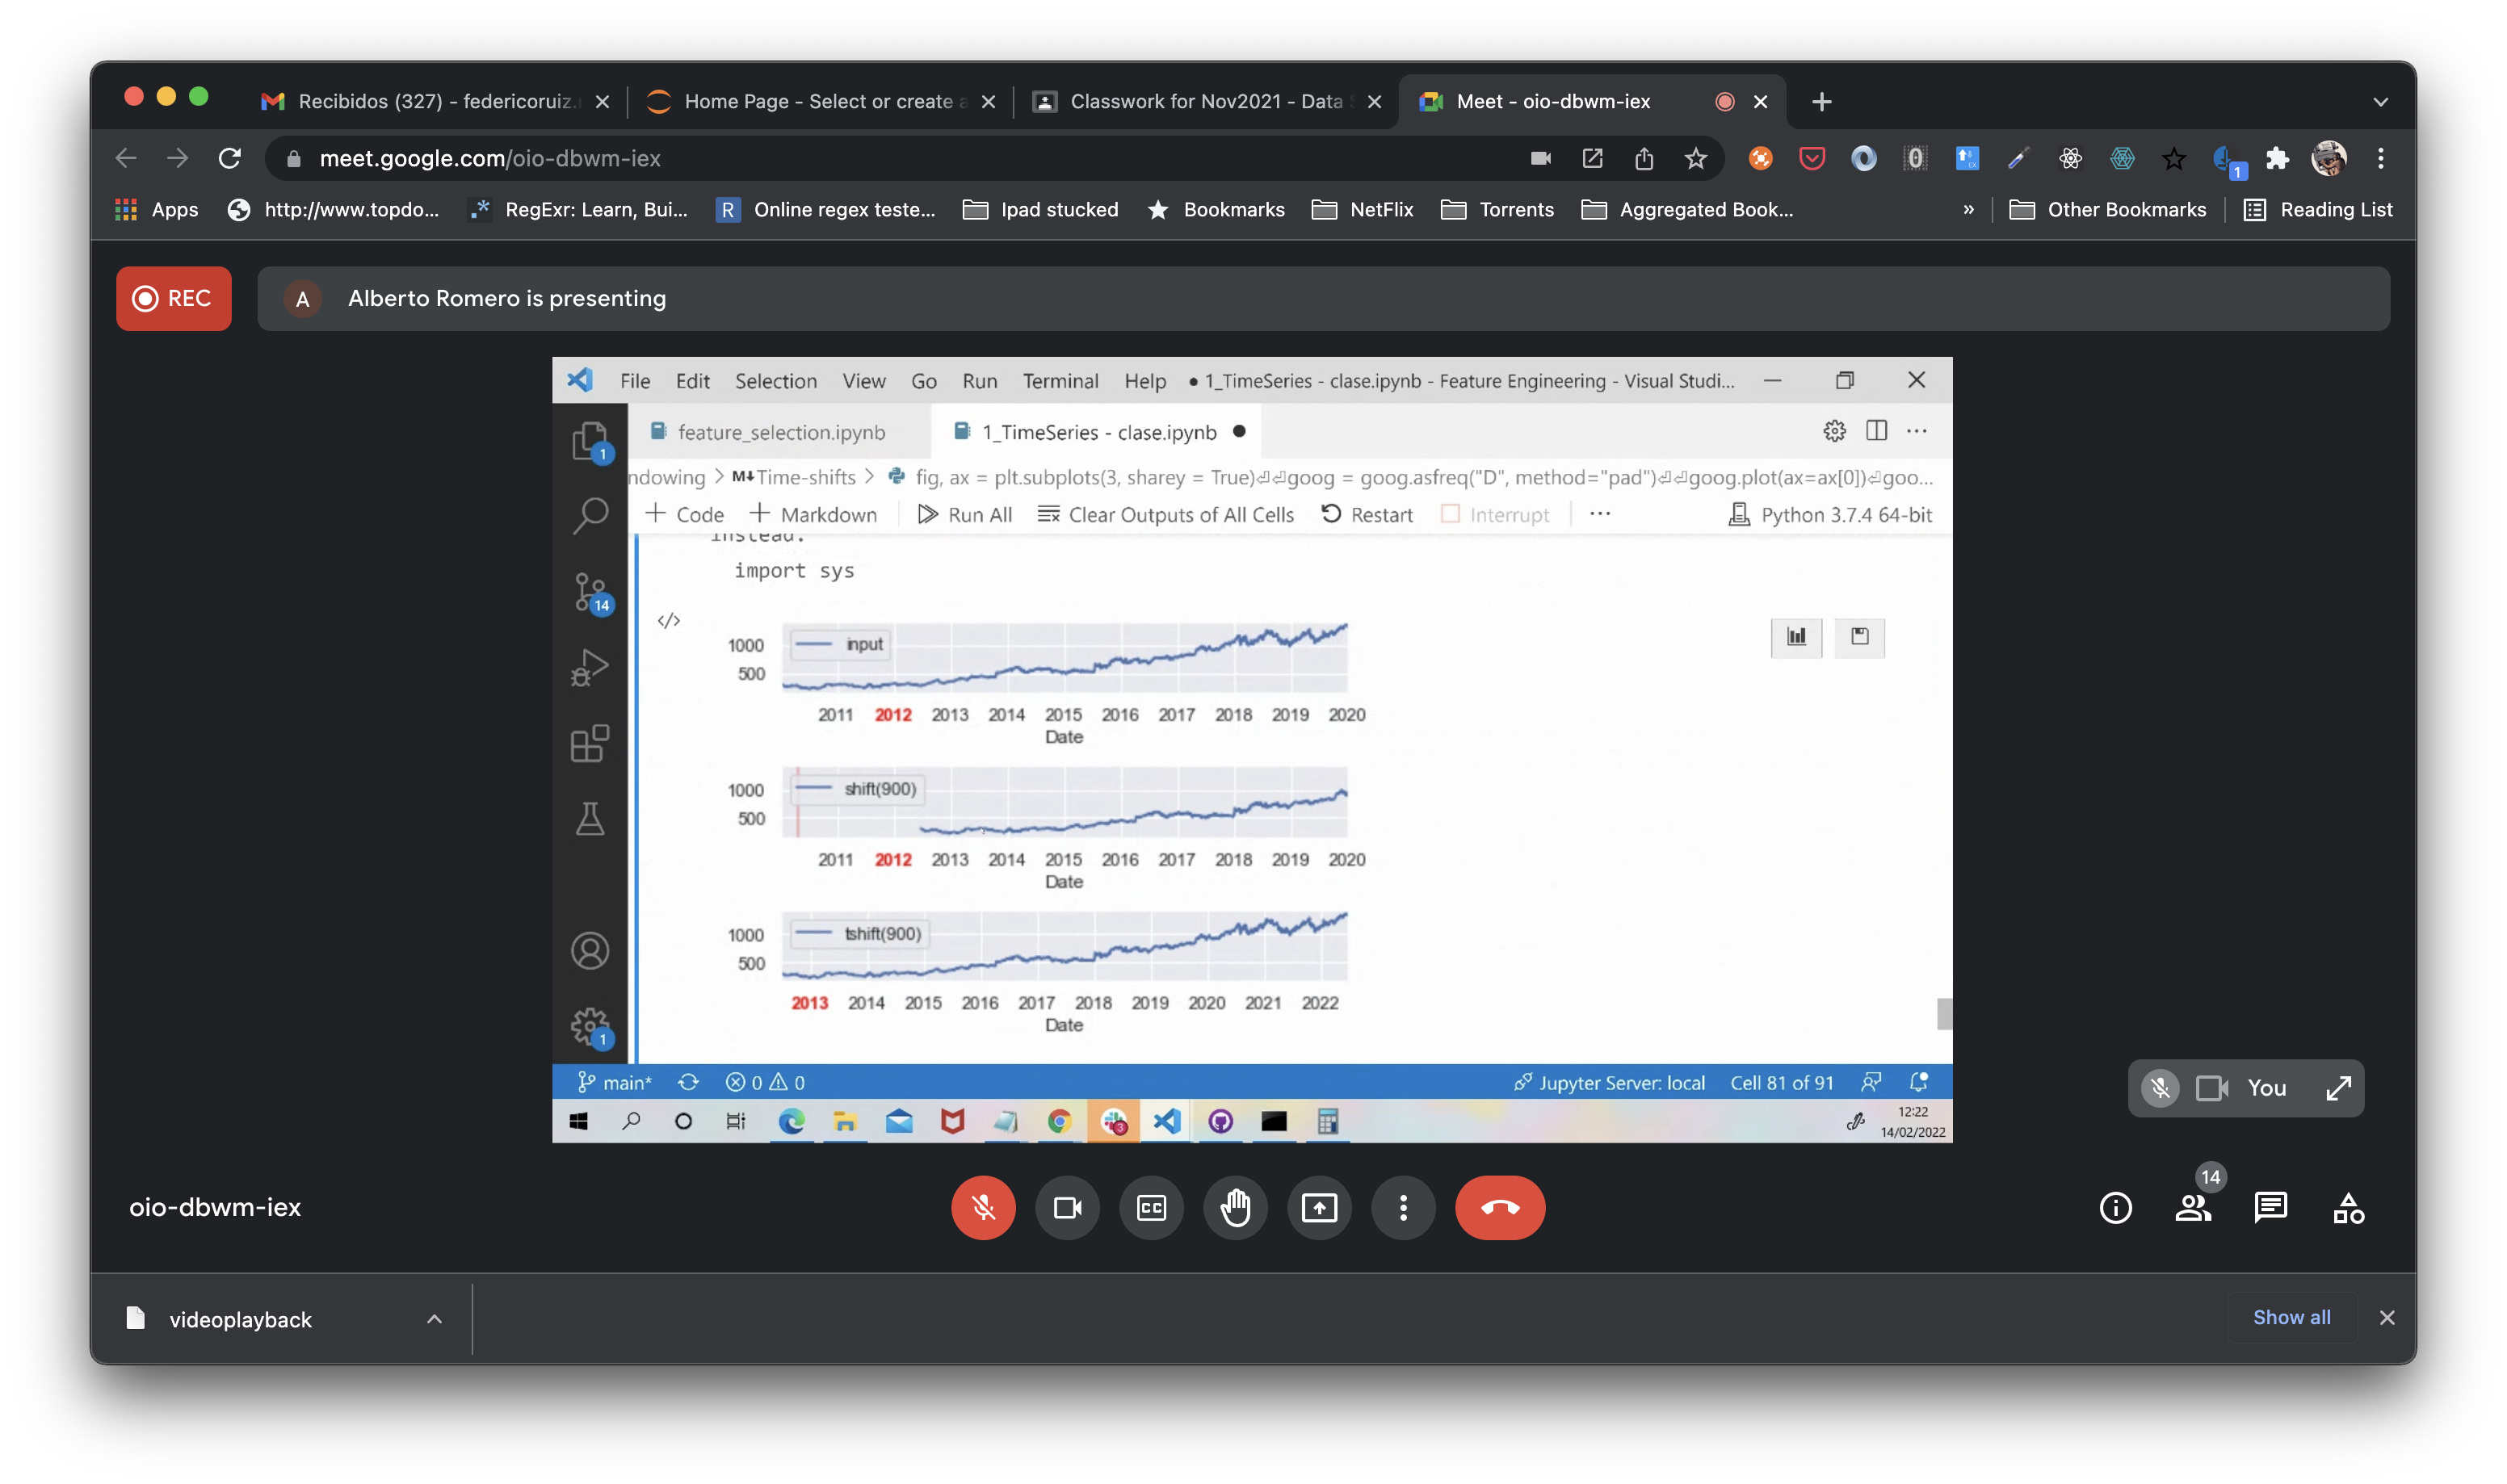 Recibidos (327) - federicoruiz.
Home Page - Select or create a
Classwork for Nov2021 - Data S
Meet - oio-dbwm-iex
meet.google.com/oio-dbwm-iex
1
Apps
http://www.topdo...
RegExr: Learn, Bui...
R Online regex teste...
Ipad stucked
Bookmarks
NetFlix
Torrents
Aggregated Book...
»
Other Bookmarks
Reading List
REC
A Alberto Romero is presenting
File Edit Selection View Go Run Terminal Help ● 1_TimeSeries - clase.ipynb - Feature Engineering - Visual Studi...
feature_selection.ipynb
1_TimeSeries - clase.ipynb ●
ndowing > M↓Time-shifts > fig, ax = plt.subplots(3, sharey = True)⏎⏎goog = goog.asfreq("D", method="pad")⏎⏎goog.plot(ax=ax[0])⏎goo...
+ Code + Markdown Run All Clear Outputs of All Cells Restart Interrupt ... Python 3.7.4 64-bit
1
14
1
instead.
import sys
</>
1000
500
input
2011 2012 2013 2014 2015 2016 2017 2018 2019 2020
Date
1000
500
shift(900)
2011 2012 2013 2014 2015 2016 2017 2018 2019 2020
Date
1000
500
tshift(900)
2013 2014 2015 2016 2017 2018 2019 2020 2021 2022
Date
main* 0 0 Jupyter Server: local Cell 81 of 91
3
12:22
14/02/2022
You
oio-dbwm-iex
CC
14
videoplayback
Show all